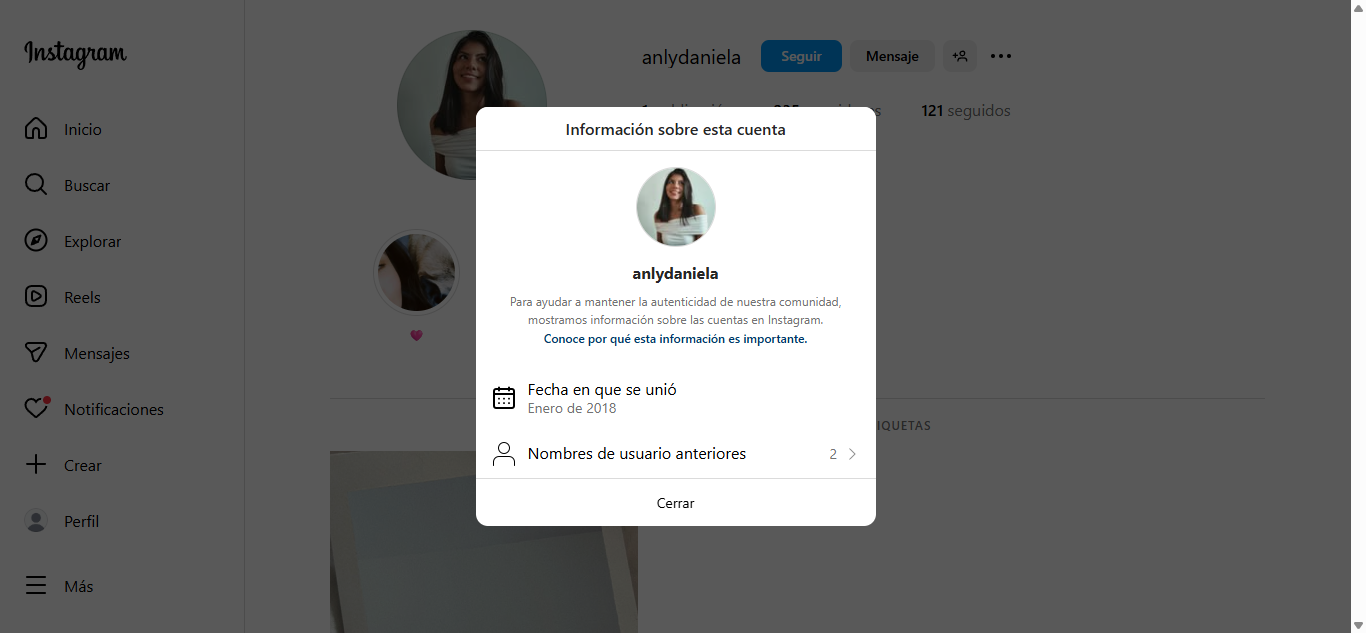 Instagram
Inicio
Buscar
Explorar
Reels
Mensajes
Notificaciones
Crear
Perfil
Más
anlydaniela
Seguir
Mensaje
121 seguidos
Información sobre esta cuenta
anlydaniela
Para ayudar a mantener la autenticidad de nuestra comunidad,
mostramos información sobre las cuentas en Instagram.
Conoce por qué esta información es importante.
Fecha en que se unió
Enero de 2018
Nombres de usuario anteriores 2
Cerrar
IQUETAS